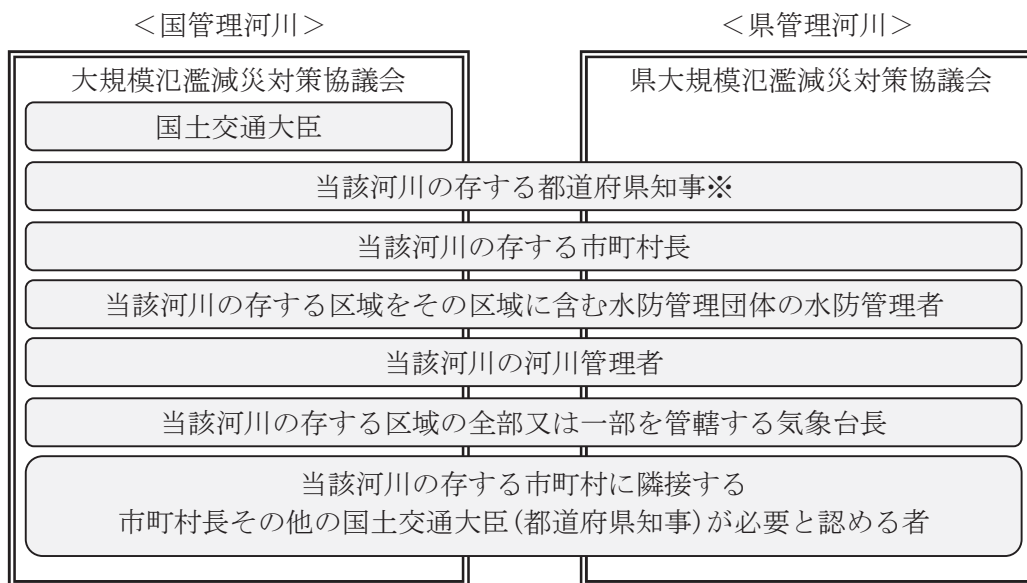 ＜国管理河川＞
＜県管理河川＞
大規模氾濫減災対策協議会
県大規模氾濫減災対策協議会
国土交通大臣
当該河川の存する都道府県知事※
当該河川の存する市町村長
当該河川の存する区域をその区域に含む水防管理団体の水防管理者
当該河川の河川管理者
当該河川の存する区域の全部又は一部を管轄する気象台長
当該河川の存する市町村に隣接する
市町村長その他の国土交通大臣(都道府県知事)が必要と認める者